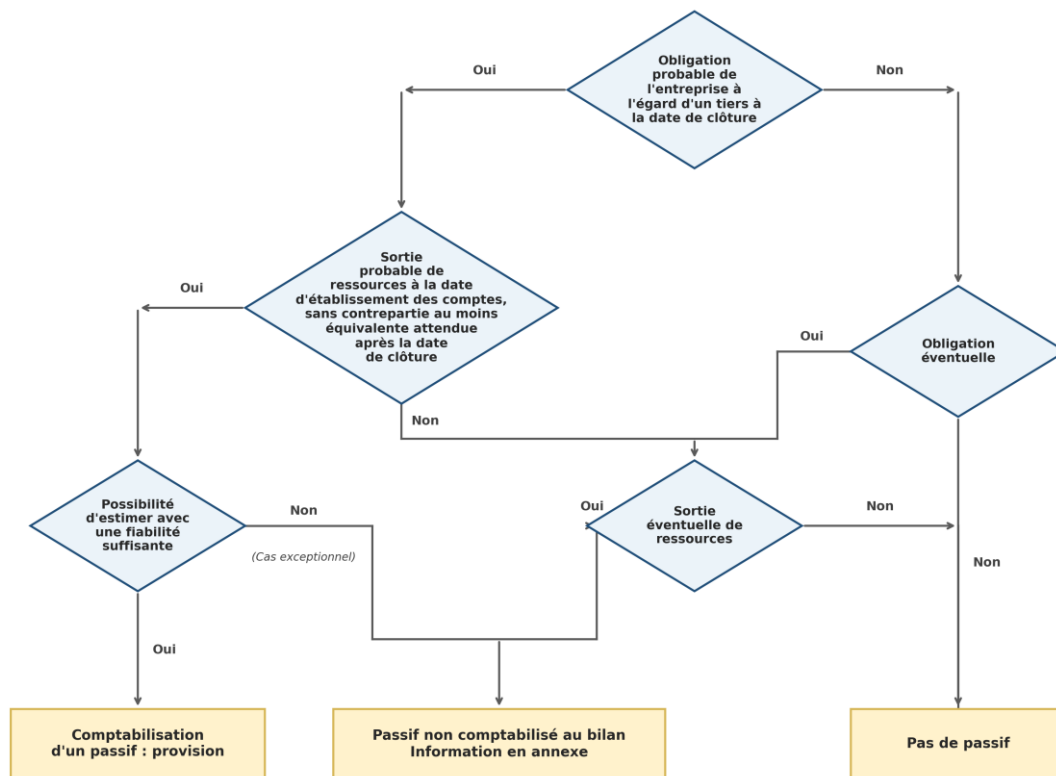 Obligation
probable de
l'entreprise à
l'égard d'un tiers à
la date de clôture
Oui
Non
Sortie
probable de
ressources à la date
d'établissement des comptes,
sans contrepartie au moins
équivalente attendue
après la date
de clôture
Oui
Non
Obligation
éventuelle
Oui
Non
Possibilité
d'estimer avec
une fiabilité
suffisante
Non
(Cas exceptionnel)
Oui
Sortie
éventuelle de
ressources
Oui
Non
Comptabilisation
d'un passif : provision
Passif non comptabilisé au bilan
Information en annexe
Pas de passif